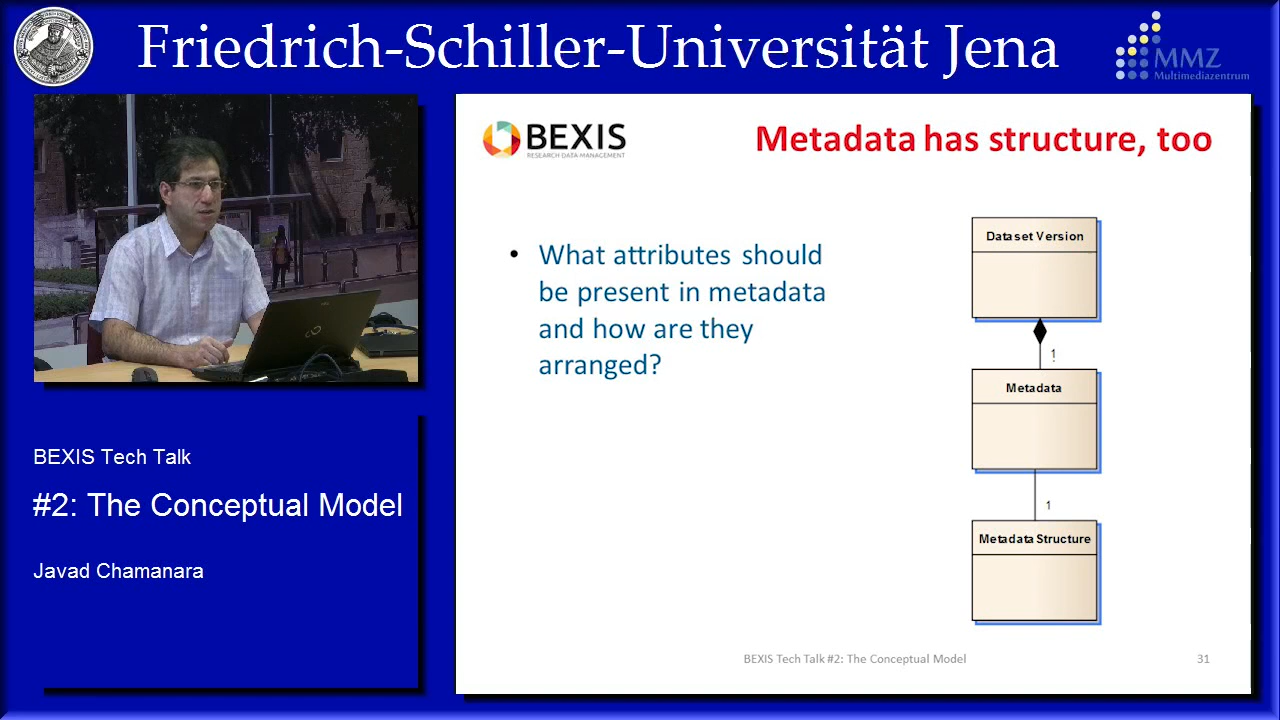 Friedrich-Schiller-Universität Jena
MMZ
Multimediazentrum
BEXIS
RESEARCH DATA MANAGEMENT
Metadata has structure, too
• What attributes should
be present in metadata
and how are they
arranged?
Dataset Version
1
Metadata
1
Metadata Structure
BEXIS Tech Talk #2: The Conceptual Model
31
BEXIS Tech Talk
#2: The Conceptual Model
Javad Chamanara